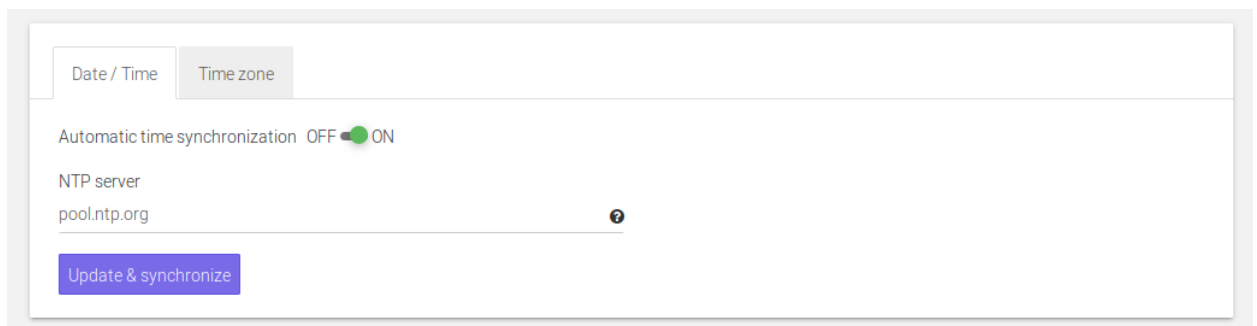 Date / Time Time zone
Automatic time synchronization OFF ON
NTP server
pool.ntp.org ?
Update & synchronize